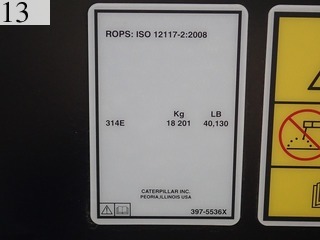 13
ROPS: ISO 12117-2:2008
Kg LB
314E 18 201 40,130
CATERPILLAR INC.
PEORIA,ILLINOIS USA
397-5536X